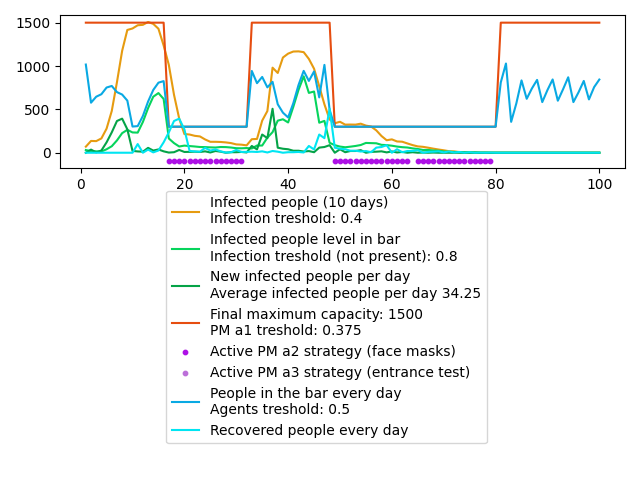 1500
1000
500
0
0 20 40 60 80 100
Infected people (10 days)
Infection treshold: 0.4
Infected people level in bar
Infection treshold (not present): 0.8
New infected people per day
Average infected people per day 34.25
Final maximum capacity: 1500
PM a1 treshold: 0.375
Active PM a2 strategy (face masks)
Active PM a3 strategy (entrance test)
People in the bar every day
Agents treshold: 0.5
Recovered people every day